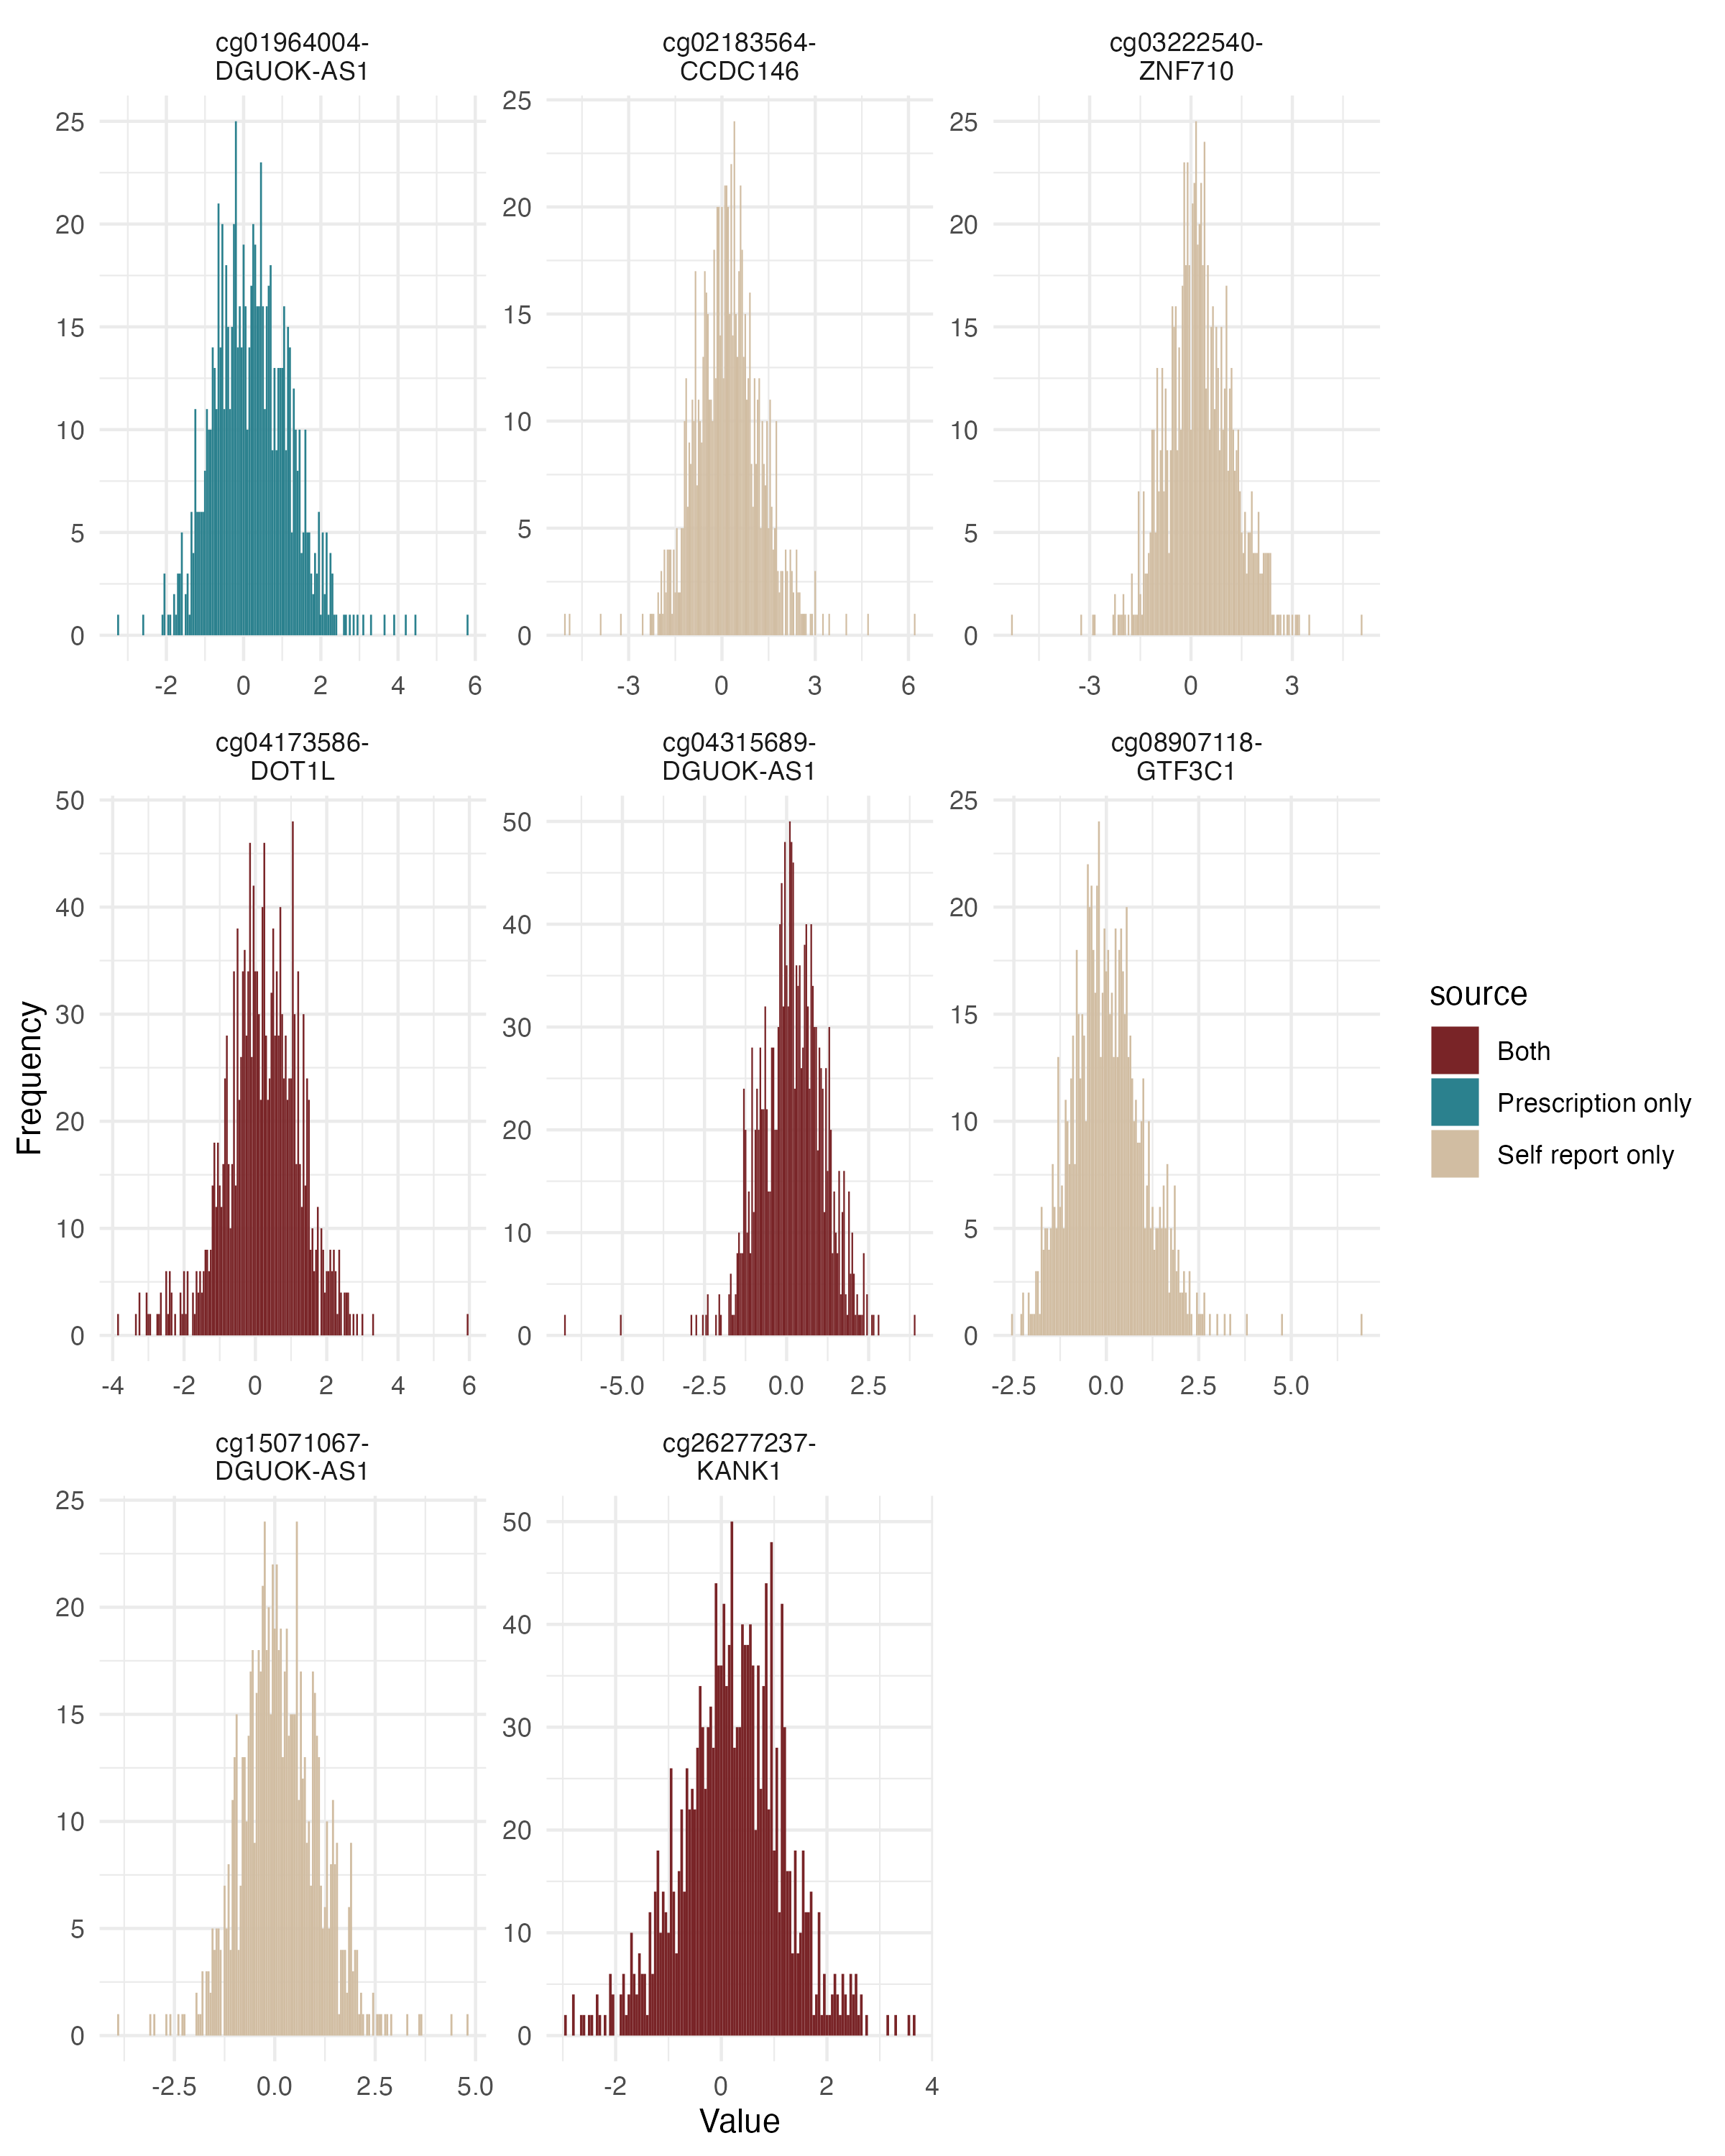 cg01964004-
DGUOK-AS1
cg02183564-
CCDC146
cg03222540-
ZNF710
25
20
15
10
5
0
-2 0 2 4 6
25
20
15
10
5
0
-3 0 3 6
25
20
15
10
5
0
-3 0 3
cg04173586-
DOT1L
cg04315689-
DGUOK-AS1
cg08907118-
GTF3C1
50
40
30
20
10
0
-4 -2 0 2 4 6
50
40
30
20
10
0
-5.0 -2.5 0.0 2.5
25
20
15
10
5
0
-2.5 0.0 2.5 5.0
cg15071067-
DGUOK-AS1
cg26277237-
KANK1
25
20
15
10
5
0
-2.5 0.0 2.5 5.0
50
40
30
20
10
0
-2 0 2 4
Frequency
Value
source
Both
Prescription only
Self report only